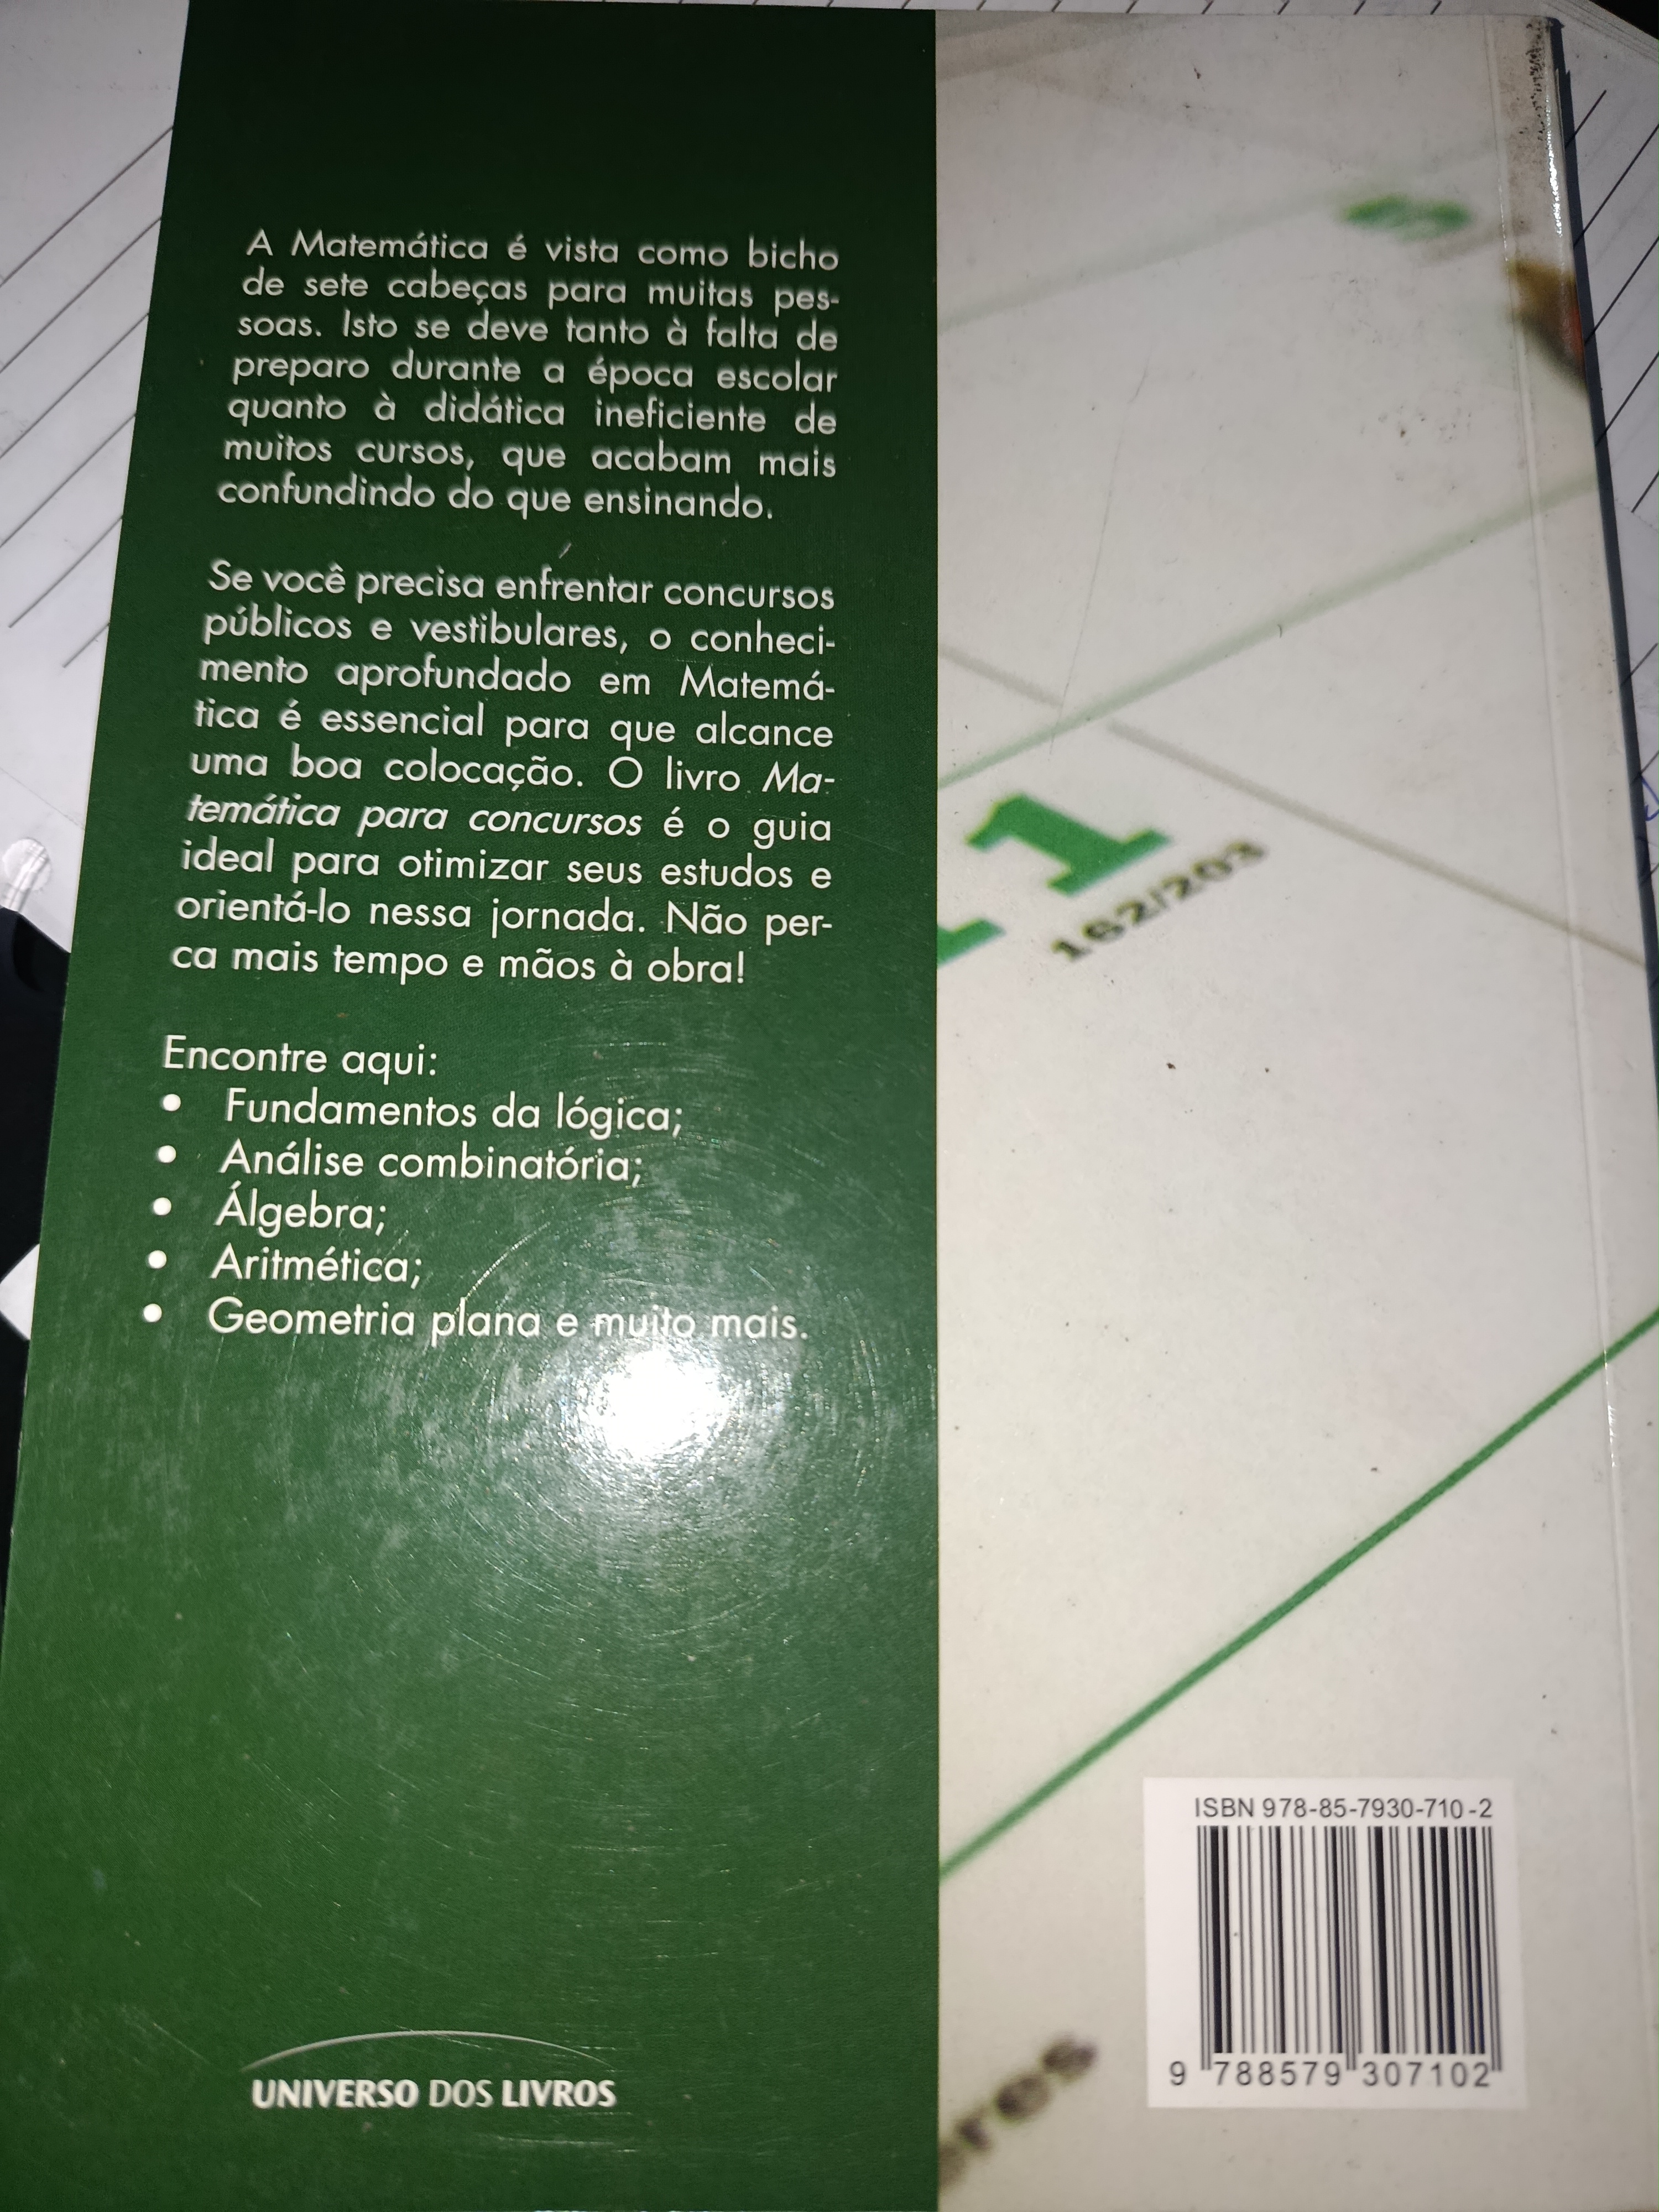 A Matemática é vista como bicho
de sete cabeças para muitas pes-
soas. Isto se deve tanto à falta de
preparo durante a época escolar
quanto à didática ineficiente de
muitos cursos, que acabam mais
confundindo do que ensinando.
Se você precisa enfrentar concursos
públicos e vestibulares, o conheci-
mento aprofundado em Matemá-
tica é essencial para que alcance
uma boa colocação. O livro Ma-
temática para concursos é o guia
ideal para otimizar seus estudos e
orientá-lo nessa jornada. Não per-
ca mais tempo e mãos à obra!
Encontre aqui:
• Fundamentos da lógica;
• Análise combinatória;
• Álgebra;
• Aritmética;
• Geometria plana e muito mais.
UNIVERSO DOS LIVROS
11
162/203
ISBN 978-85-7930-710-2
9 788579 307102